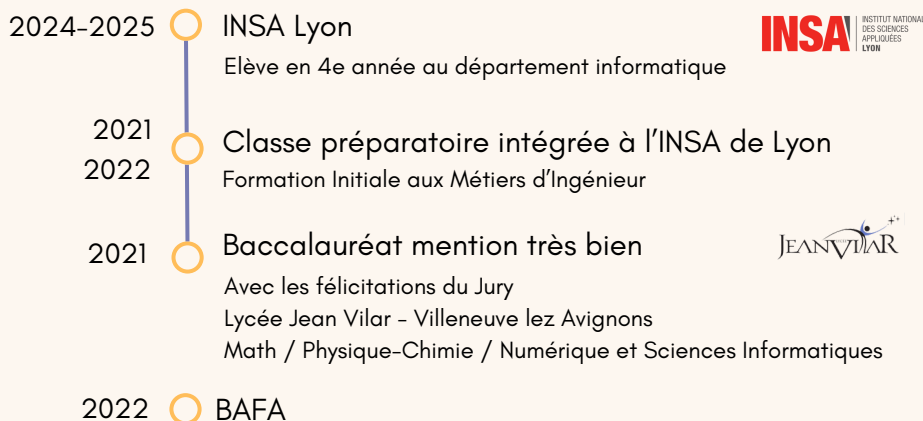 2024-2025
INSA Lyon
INSA
INSTITUT NATIONAL
DES SCIENCES
APPLIQUÉES
LYON
Elève en 4e année au département informatique
2021
2022
Classe préparatoire intégrée à l'INSA de Lyon
Formation Initiale aux Métiers d'Ingénieur
2021
Baccalauréat mention très bien
JEAN VILAR
Avec les félicitations du Jury
Lycée Jean Vilar - Villeneuve lez Avignons
Math / Physique-Chimie / Numérique et Sciences Informatiques
2022
BAFA